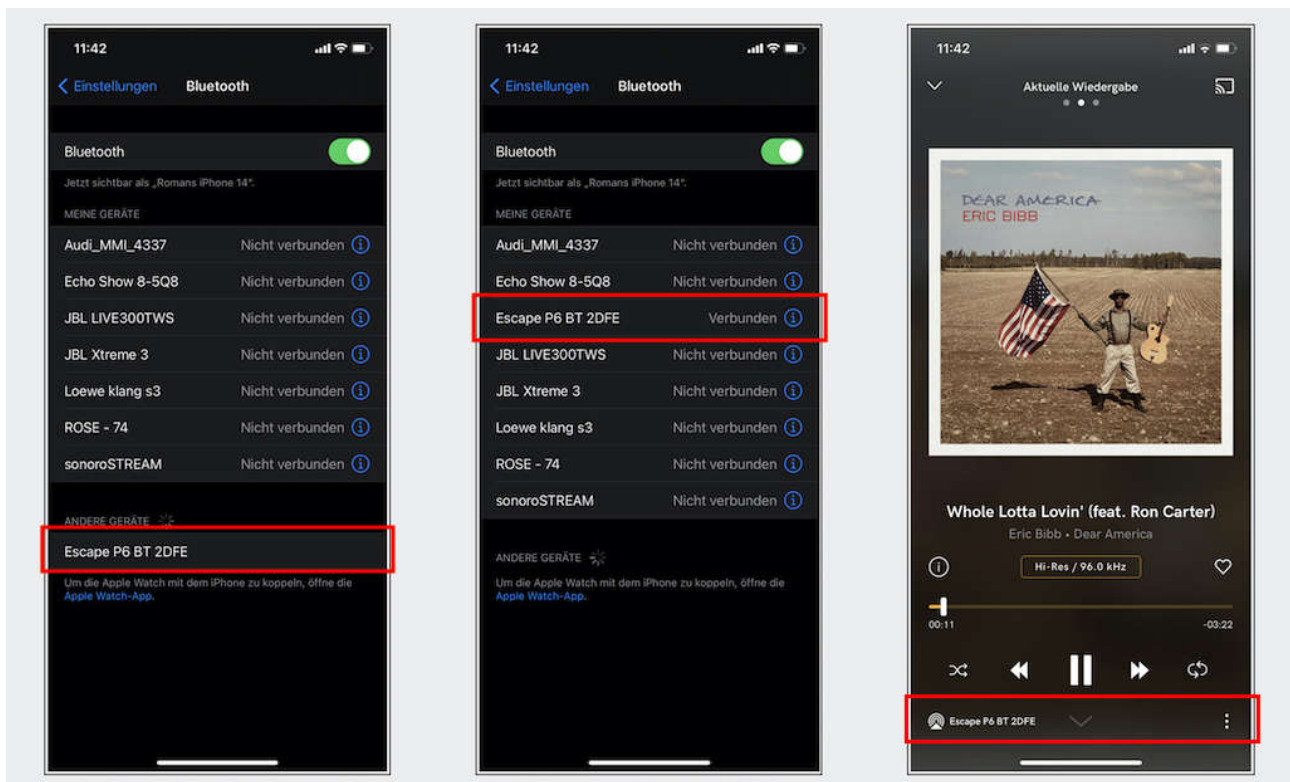 11:42
Einstellungen Bluetooth
Bluetooth
Jetzt sichtbar als „Romans iPhone 14“.
MEINE GERÄTE
Audi_MMI_4337 Nicht verbunden
Echo Show 8-5Q8 Nicht verbunden
JBL LIVE300TWS Nicht verbunden
JBL Xtreme 3 Nicht verbunden
Loewe klang s3 Nicht verbunden
ROSE - 74 Nicht verbunden
sonoroSTREAM Nicht verbunden
ANDERE GERÄTE
Escape P6 BT 2DFE
Um die Apple Watch mit dem iPhone zu koppeln, öffne die
Apple Watch-App.
11:42
Einstellungen Bluetooth
Bluetooth
Jetzt sichtbar als „Romans iPhone 14“.
MEINE GERÄTE
Audi_MMI_4337 Nicht verbunden
Echo Show 8-5Q8 Nicht verbunden
Escape P6 BT 2DFE Verbunden
JBL LIVE300TWS Nicht verbunden
JBL Xtreme 3 Nicht verbunden
Loewe klang s3 Nicht verbunden
ROSE - 74 Nicht verbunden
sonoroSTREAM Nicht verbunden
ANDERE GERÄTE
Um die Apple Watch mit dem iPhone zu koppeln, öffne die
Apple Watch-App.
11:42
Aktuelle Wiedergabe
DEAR AMERICA
ERIC BIBB
Whole Lotta Lovin' (feat. Ron Carter)
Eric Bibb • Dear America
Hi-Res / 96.0 kHz
00:11 -03:22
Escape P6 BT 2DFE